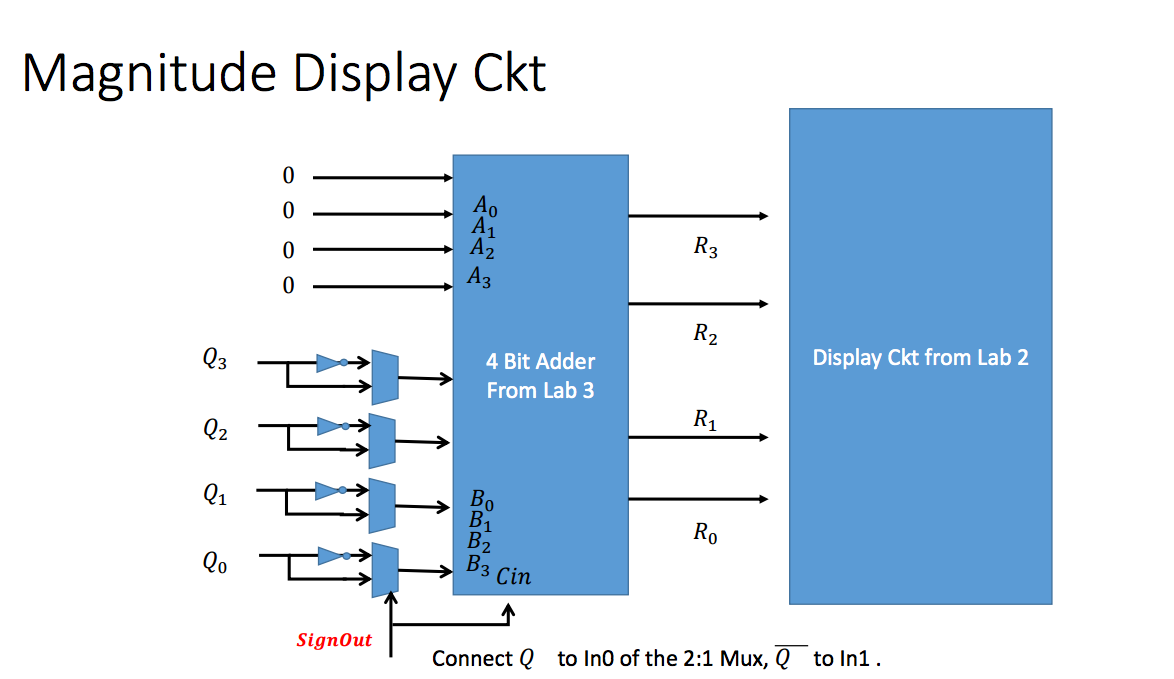 Magnitude Display Ckt
0
0
0
0
A₀
A₁
A₂
A₃
Q₃
Q₂
Q₁
Q₀
4 Bit Adder
From Lab 3
B₀
B₁
B₂
B₃ Cin
R₃
R₂
R₁
R₀
Display Ckt from Lab 2
SignOut
Connect Q to In0 of the 2:1 Mux, Q̅ to In1 .